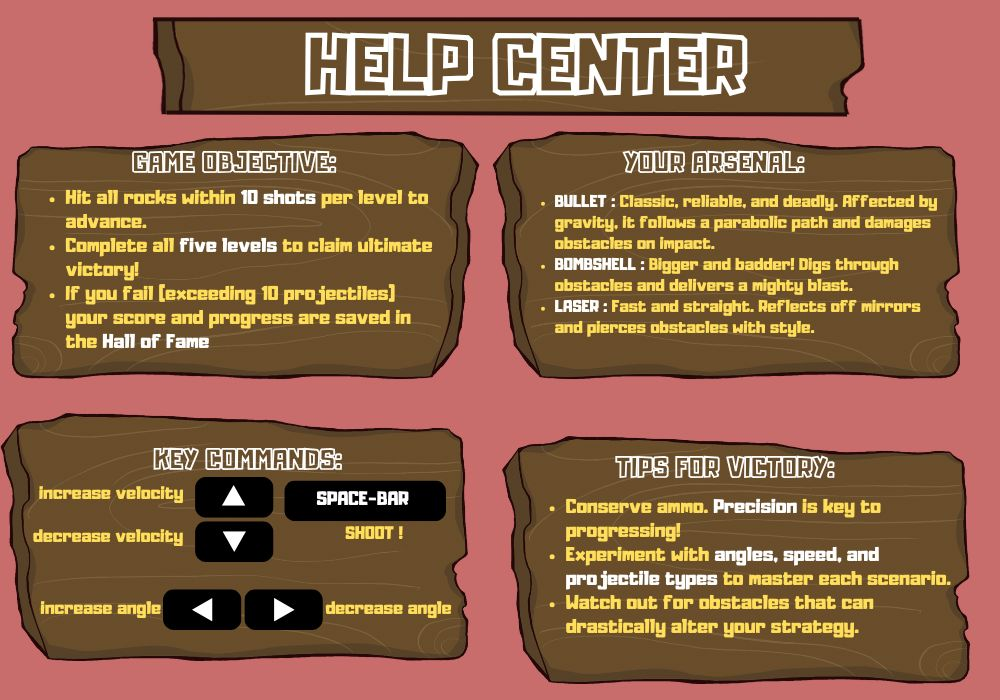 HELP CENTER
GAME OBJECTIVE:
• Hit all rocks within 10 shots per level to
advance.
• Complete all five levels to claim ultimate
victory!
• If you fail (exceeding 10 projectiles)
your score and progress are saved in
the Hall of Fame
YOUR ARSENAL:
• BULLET : Classic, reliable, and deadly. Affected by
gravity, it follows a parabolic path and damages
obstacles on impact.
• BOMBSHELL : Bigger and badder! Digs through
obstacles and delivers a mighty blast.
• LASER : Fast and straight. Reflects off mirrors
and pierces obstacles with style.
KEY COMMANDS:
increase velocity
SPACE-BAR
decrease velocity
SHOOT !
increase angle
decrease angle
TIPS FOR VICTORY:
• Conserve ammo. Precision is key to
progressing!
• Experiment with angles, speed, and
projectile types to master each scenario.
• Watch out for obstacles that can
drastically alter your strategy.